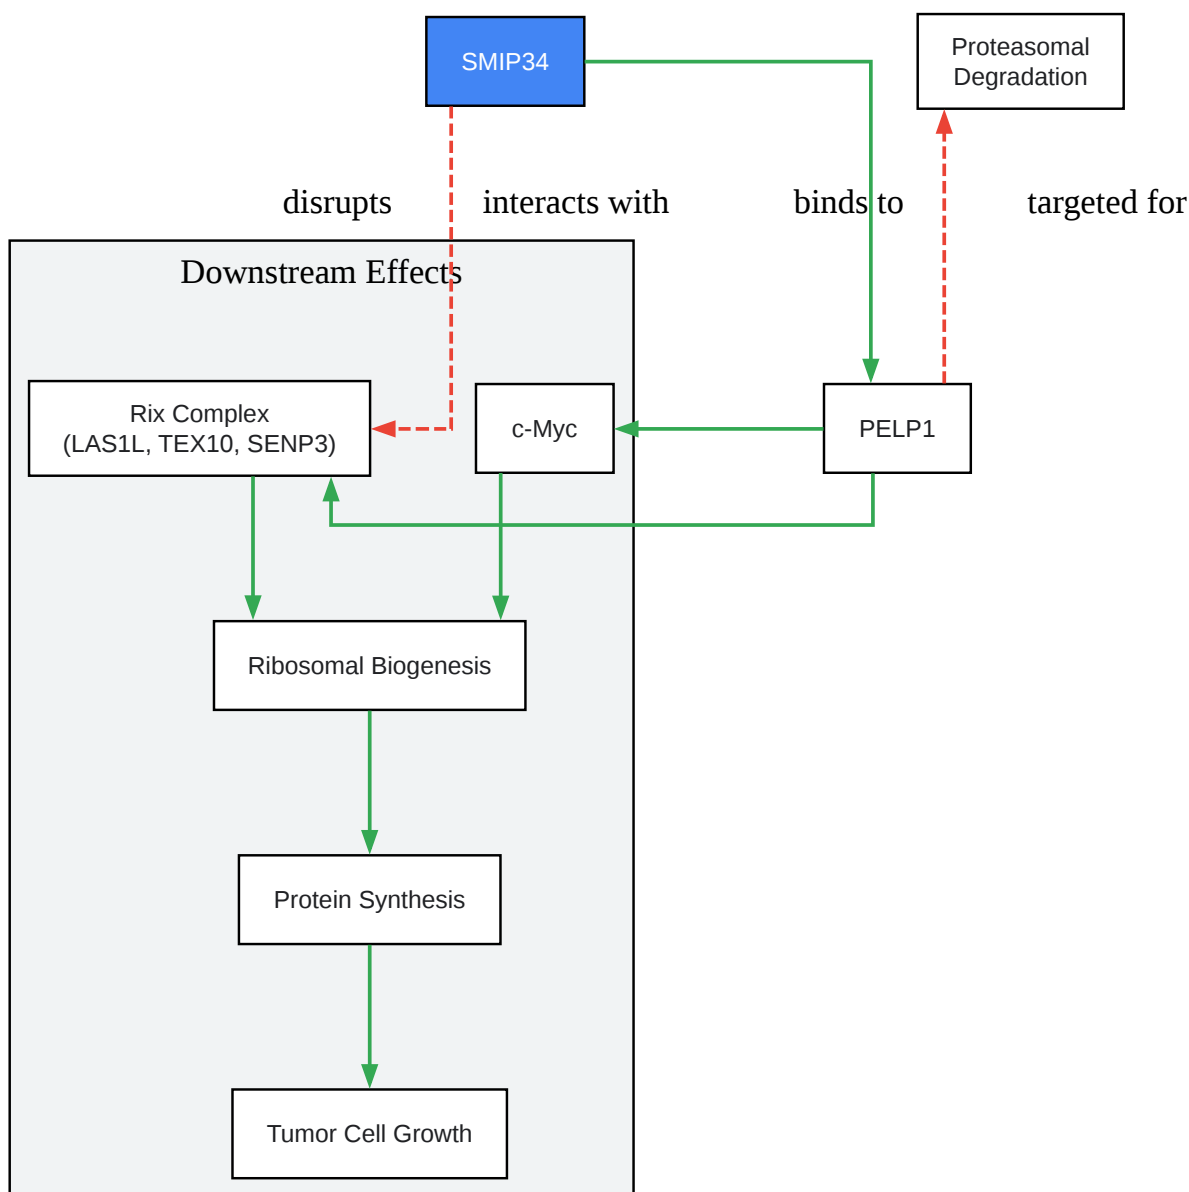 SMIP34
Proteasomal
Degradation
disrupts
interacts with
binds to
targeted for
Downstream Effects
Rix Complex
(LAS1L, TEX10, SENP3)
c-Myc
PELP1
Ribosomal Biogenesis
Protein Synthesis
Tumor Cell Growth